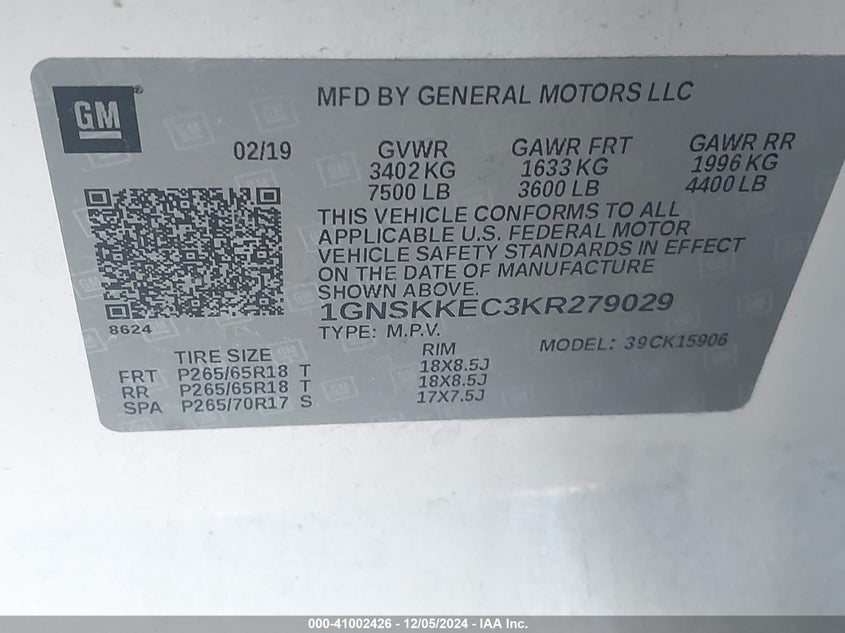 GM
MFD BY GENERAL MOTORS LLC
02/19 GVWR GAWR FRT GAWR RR
3402 KG 1633 KG 1996 KG
7500 LB 3600 LB 4400 LB
THIS VEHICLE CONFORMS TO ALL
APPLICABLE U.S. FEDERAL MOTOR
VEHICLE SAFETY STANDARDS IN EFFECT
ON THE DATE OF MANUFACTURE
SHOWN ABOVE.
1GNSKKEC3KR279029
8624
TYPE: M.P.V. MODEL: 39CK15906
TIRE SIZE RIM
FRT P265/65R18 T 18X8.5J
RR P265/65R18 T 18X8.5J
SPA P265/70R17 S 17X7.5J
000-41002426 - 12/05/2024 - IAA Inc.